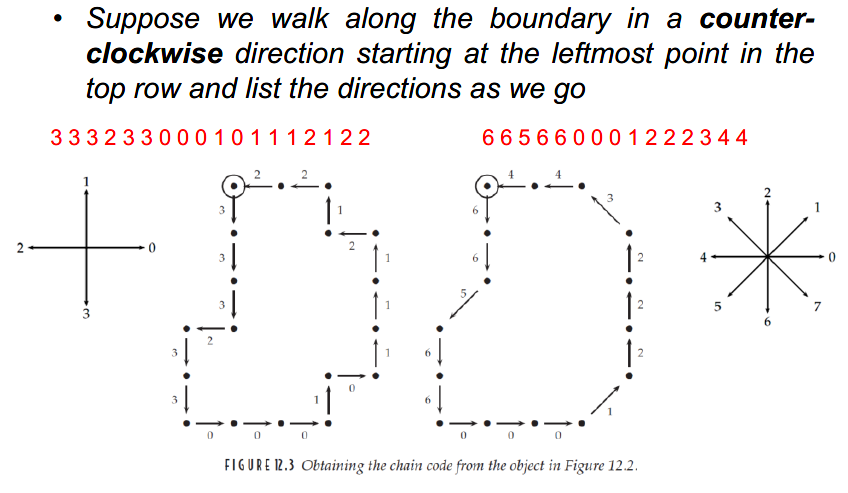 • Suppose we walk along the boundary in a counter-
clockwise direction starting at the leftmost point in the
top row and list the directions as we go
3 3 3 2 3 3 0 0 0 1 0 1 1 1 2 1 2 2
6 6 5 6 6 0 0 0 1 2 2 2 3 4 4
1
2 0
3
2 2
3 1
3 2 1
3 1
2
3 1
3 1 0
0 0 0
4 4
6 3
6 2
5 2
6 2
6 1
0 0 0
2
3 1
4 0
5 7
6
FIGURE 12.3 Obtaining the chain code from the object in Figure 12.2.